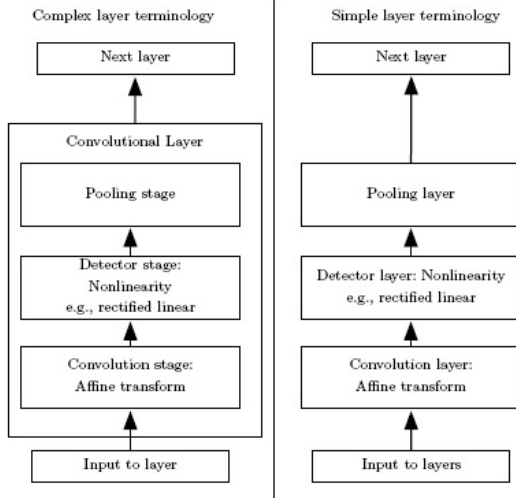 Complex layer terminology
Next layer
Convolutional Layer
Pooling stage
Detector stage:
Nonlinearity
e.g., rectified linear
Convolution stage:
Affine transform
Input to layer
Simple layer terminology
Next layer
Pooling layer
Detector layer: Nonlinearity
e.g., rectified linear
Convolution layer:
Affine transform
Input to layers